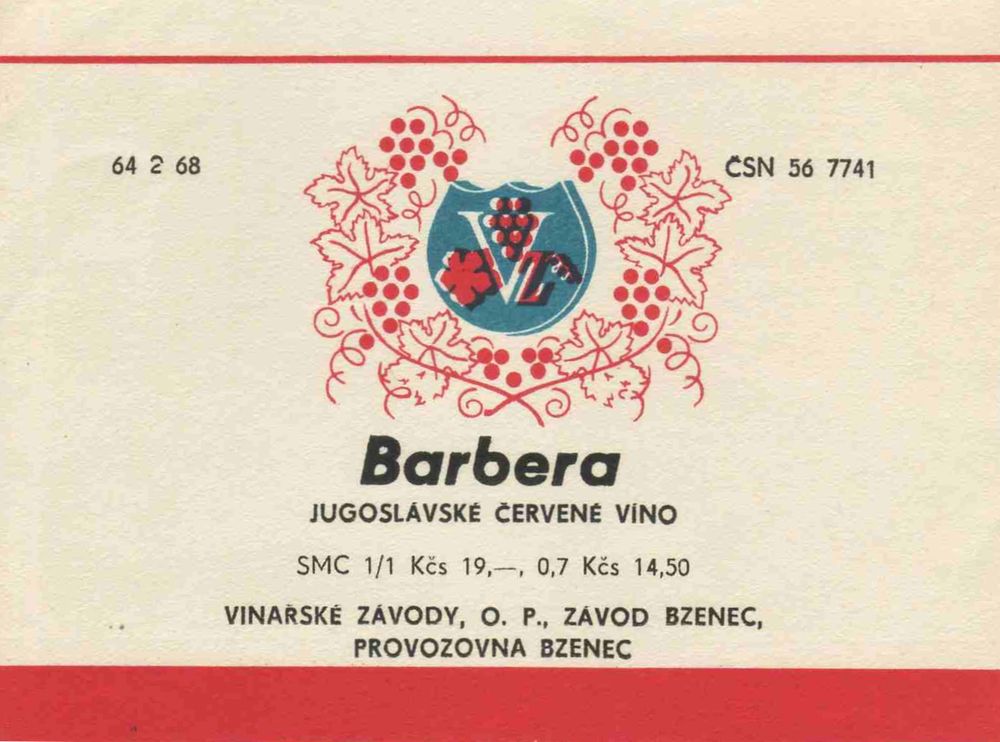 64 2 68
ČSN 56 7741
VZ
Barbera
JUGOSLÁVSKÉ ČERVENÉ VÍNO
SMC 1/1 Kčs 19,—, 0,7 Kčs 14,50
VINAŘSKÉ ZÁVODY, O. P., ZÁVOD BZENEC,
PROVOZOVNA BZENEC